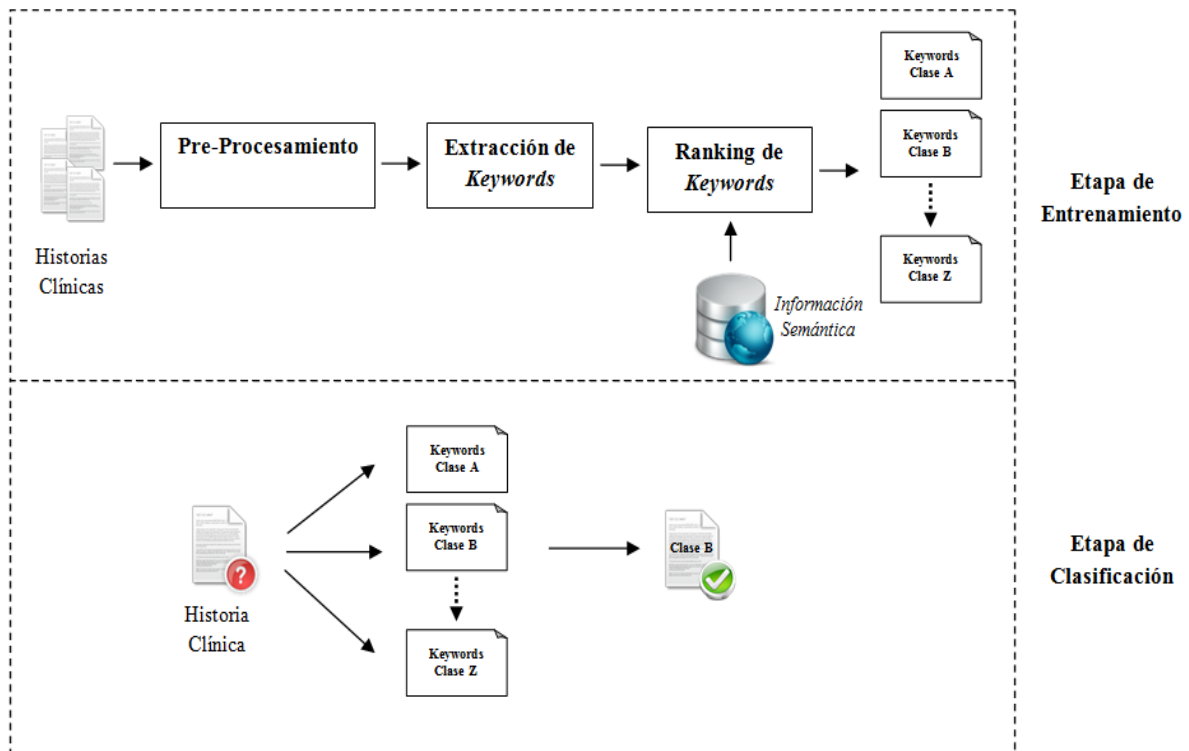 Keywords
Clase A
Pre-Procesamiento
Extracción de
Keywords
Ranking de
Keywords
Keywords
Clase B
Historias
Clínicas
Keywords
Clase Z
Información
Semántica
Etapa de
Entrenamiento
Keywords
Clase A
Keywords
Clase B
Clase B
?
Historia
Clínica
Keywords
Clase Z
Etapa de
Clasificación